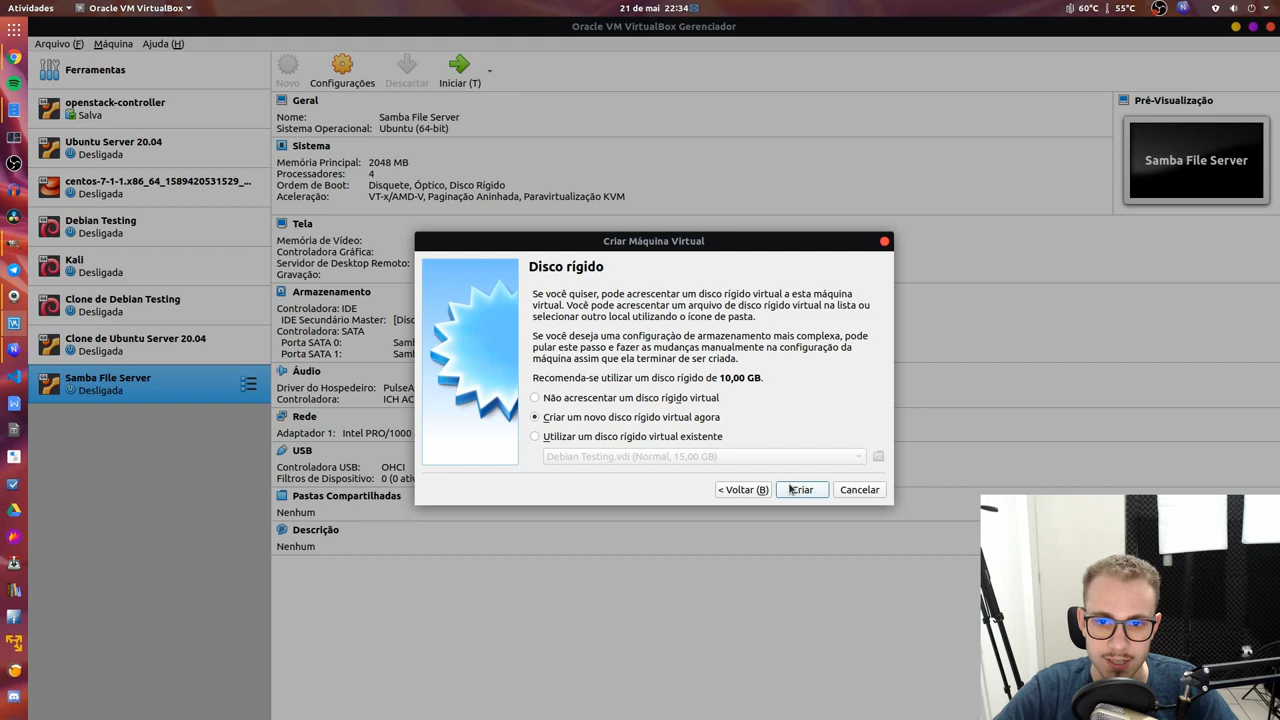 Atividades
Oracle VM VirtualBox
21 de mai 22:34
60°C
55°C
Oracle VM VirtualBox Gerenciador
Arquivo (F)
Máquina
Ajuda (H)
Ferramentas
Novo
Configurações
Descartar
Iniciar (T)
openstack-controller
Salva
Ubuntu Server 20.04
Desligada
centos-7-1-1.x86_64_1589420531529_...
Desligada
Debian Testing
Desligada
Kali
Desligada
Clone de Debian Testing
Desligada
Clone de Ubuntu Server 20.04
Desligada
Samba File Server
Desligada
Geral
Nome: Samba File Server
Sistema Operacional: Ubuntu (64-bit)
Sistema
Memória Principal: 2048 MB
Processadores: 4
Ordem de Boot: Disquete, Óptico, Disco Rígido
Aceleração: VT-x/AMD-V, Paginação Aninhada, Paravirtualização KVM
Tela
Memória de Vídeo:
Controladora Gráfica:
Servidor de Desktop Remoto:
Gravação:
Armazenamento
Controladora: IDE
IDE Secundário Master: [Disc
Controladora: SATA
Porta SATA 0: Samb
Porta SATA 1: Samb
Áudio
Driver do Hospedeiro: PulseA
Controladora: ICH AC
Rede
Adaptador 1: Intel PRO/1000
USB
Controladora USB: OHCI
Filtros de Dispositivo: 0 (0 ativ
Pastas Compartilhadas
Nenhum
Descrição
Nenhum
Pré-Visualização
Samba File Server
Criar Máquina Virtual
Disco rígido
Se você quiser, pode acrescentar um disco rígido virtual a esta máquina
virtual. Você pode acrescentar um arquivo de disco rígido virtual na lista ou
selecionar outro local utilizando o ícone de pasta.
Se você deseja uma configuração de armazenamento mais complexa, pode
pular este passo e fazer as mudanças manualmente na configuração da
máquina assim que ela terminar de ser criada.
Recomenda-se utilizar um disco rígido de 10,00 GB.
Não acrescentar um disco rígido virtual
Criar um novo disco rígido virtual agora
Utilizar um disco rígido virtual existente
Debian Testing.vdi (Normal, 15,00 GB)
< Voltar (B)
Criar
Cancelar